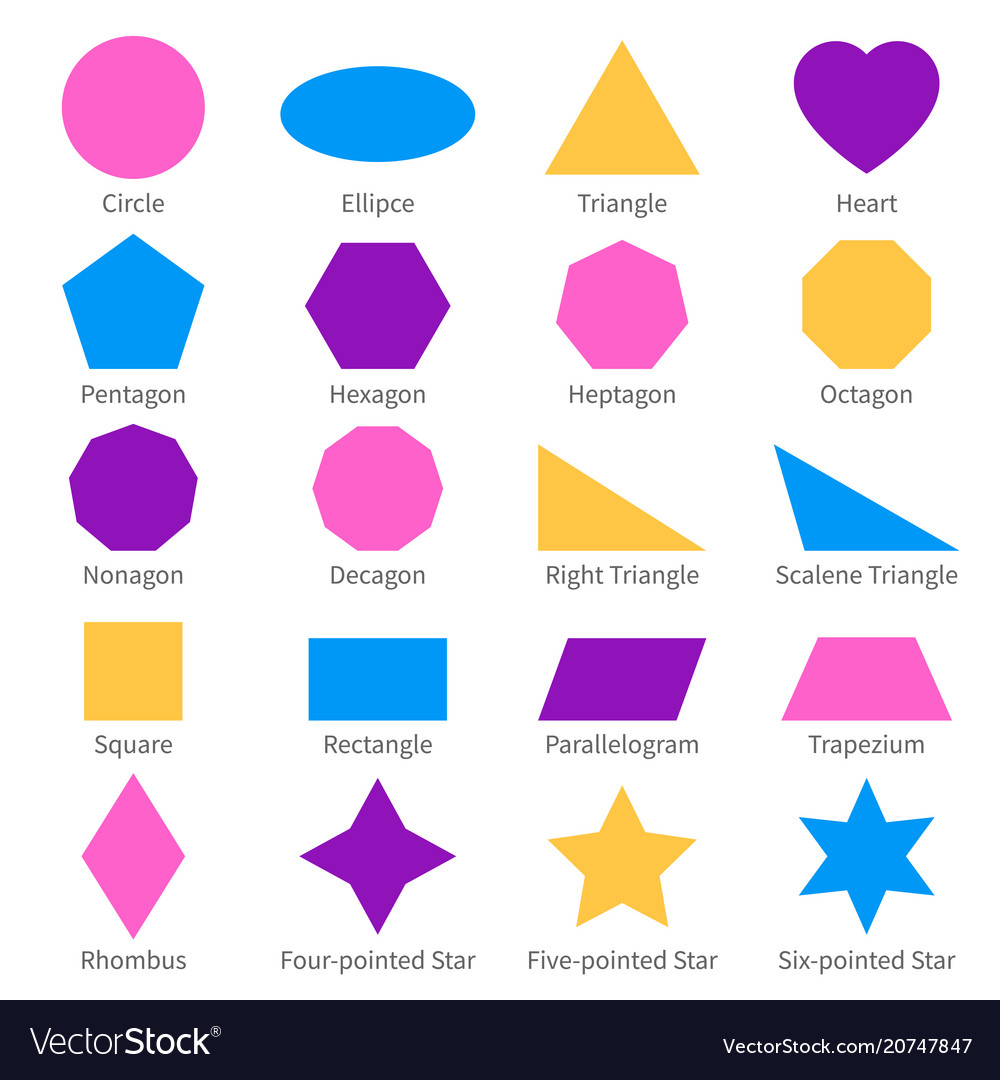 Circle Ellipce Triangle Heart
Pentagon Hexagon Heptagon Octagon
Nonagon Decagon Right Triangle Scalene Triangle
Square Rectangle Parallelogram Trapezium
Rhombus Four-pointed Star Five-pointed Star Six-pointed Star
VectorStock® VectorStock.com/20747847